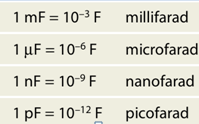 1 mF = 10⁻³ F millifarad
1 µF = 10⁻⁶ F microfarad
1 nF = 10⁻⁹ F nanofarad
1 pF = 10⁻¹² F picofarad